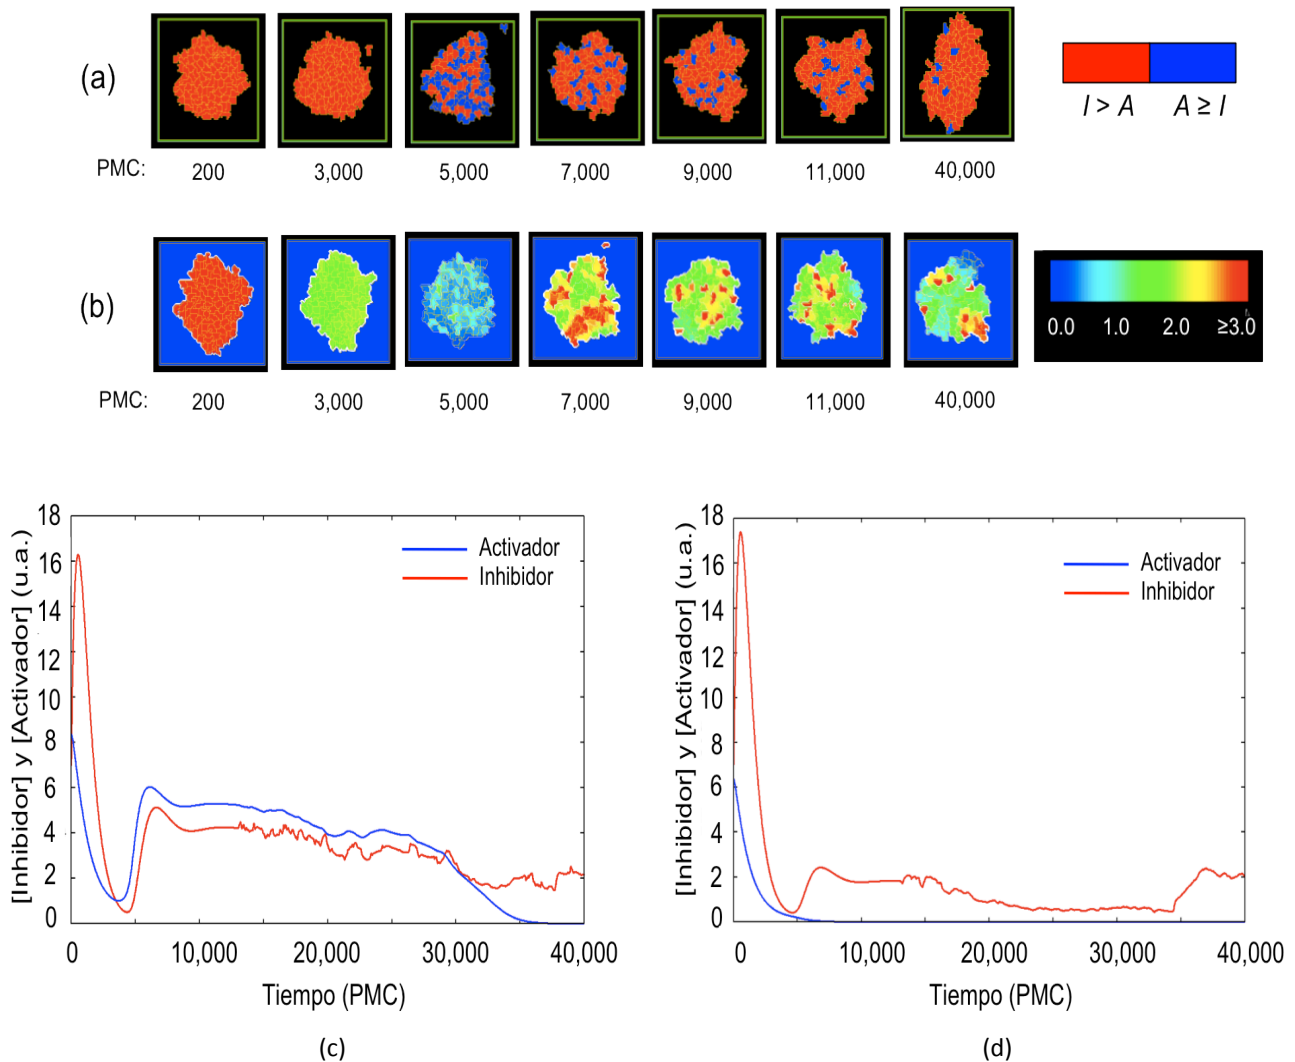 (a)
I > A A ≥ I
PMC: 200 3,000 5,000 7,000 9,000 11,000 40,000
(b)
0.0 1.0 2.0 ≥3.0
PMC: 200 3,000 5,000 7,000 9,000 11,000 40,000
[Inhibidor] y [Activador] (u.a.)
18
16
14
12
10
8
6
4
2
0
Activador
Inhibidor
0 10,000 20,000 30,000 40,000
Tiempo (PMC)
(c)
[Inhibidor] y [Activador] (u.a.)
18
16
14
12
10
8
6
4
2
0
Activador
Inhibidor
0 10,000 20,000 30,000 40,000
Tiempo (PMC)
(d)